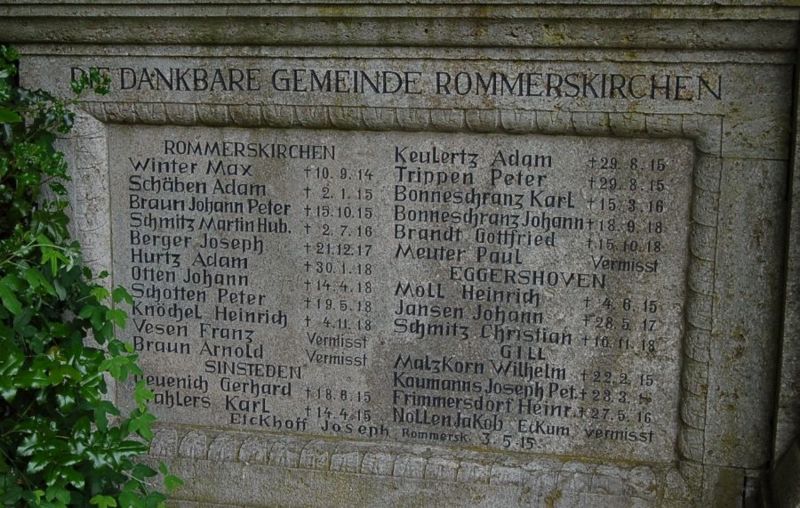 DIE DANKBARE GEMEINDE ROMMERSKIRCHEN
ROMMERSKIRCHEN
Winter Max †10.9.14
Schäben Adam † 2.1.15
Braun Johann Peter †15.10.15
Schmitz Martin Hub. † 2.7.16
Berger Joseph †21.12.17
Hürtz Adam †30.1.18
Otten Johann †14.4.18
Schotten Peter †19.5.18
Knöchel Heinrich † 4.11.18
Vesen Franz Vermisst
Braun Arnold Vermisst
SINSTEDEN
euenich Gerhard †18.6.15
ahlers Karl †14.4.15
Eickhoff Joseph Rommersk. 3.5.15
Keulertz Adam †29.8.15
Trippen Peter †29.8.15
Bonneschranz Karl †15.3.16
Bonneschranz Johann †18.9.18
Brandt Gottfried †15.10.18
Meuter Paul Vermisst
EGGERSHOVEN
Moll Heinrich † 4.6.15
Jansen Johann †28.5.17
Schmitz Christian †10.11.18
GILL
Malzkorn Wilhelm †22.2.15
Kaumanns Joseph Pet. †28.3.15
Frimmersdorf Heinr. †27.5.16
Nollen Jakob Eckum vermisst